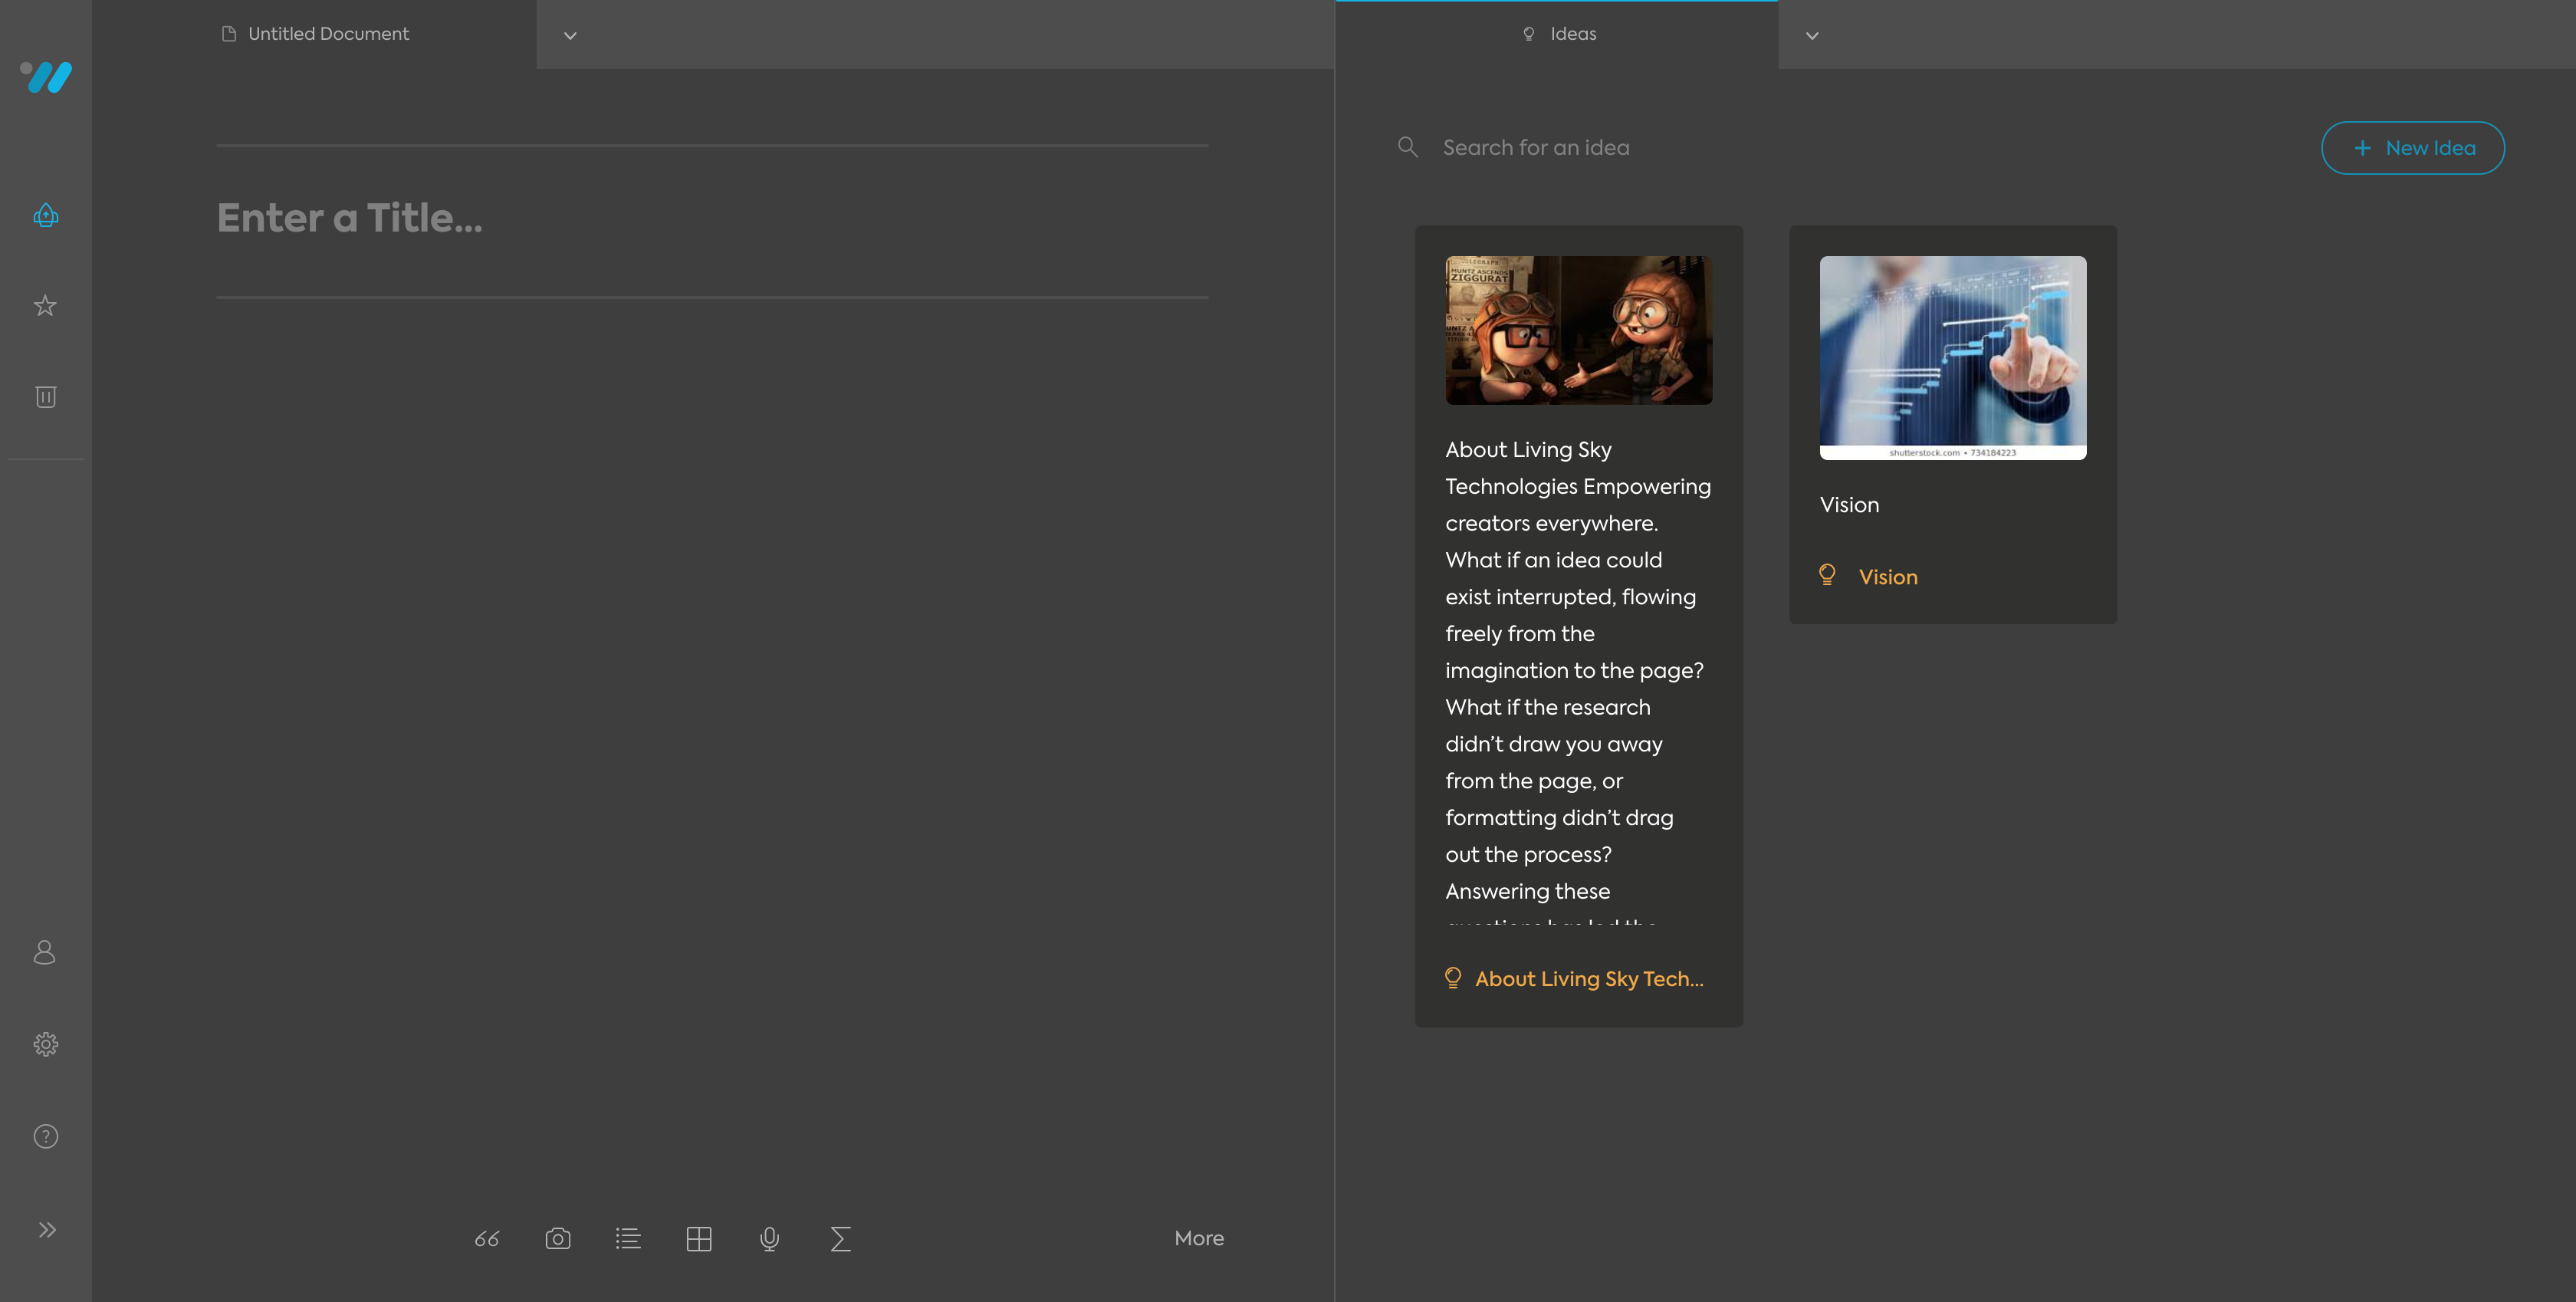 Untitled Document
Enter a Title...
More
Ideas
Search for an idea
New Idea
MUNTZ ASCENDS
ZIGGURAT
About Living Sky
Technologies Empowering
creators everywhere.
What if an idea could
exist interrupted, flowing
freely from the
imagination to the page?
What if the research
didn’t draw you away
from the page, or
formatting didn’t drag
out the process?
Answering these
About Living Sky Tech...
shutterstock.com • 734184223
Vision
Vision